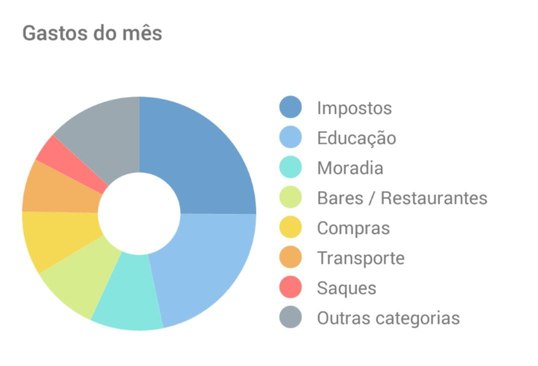 Gastos do mês
Impostos
Educação
Moradia
Bares / Restaurantes
Compras
Transporte
Saques
Outras categorias